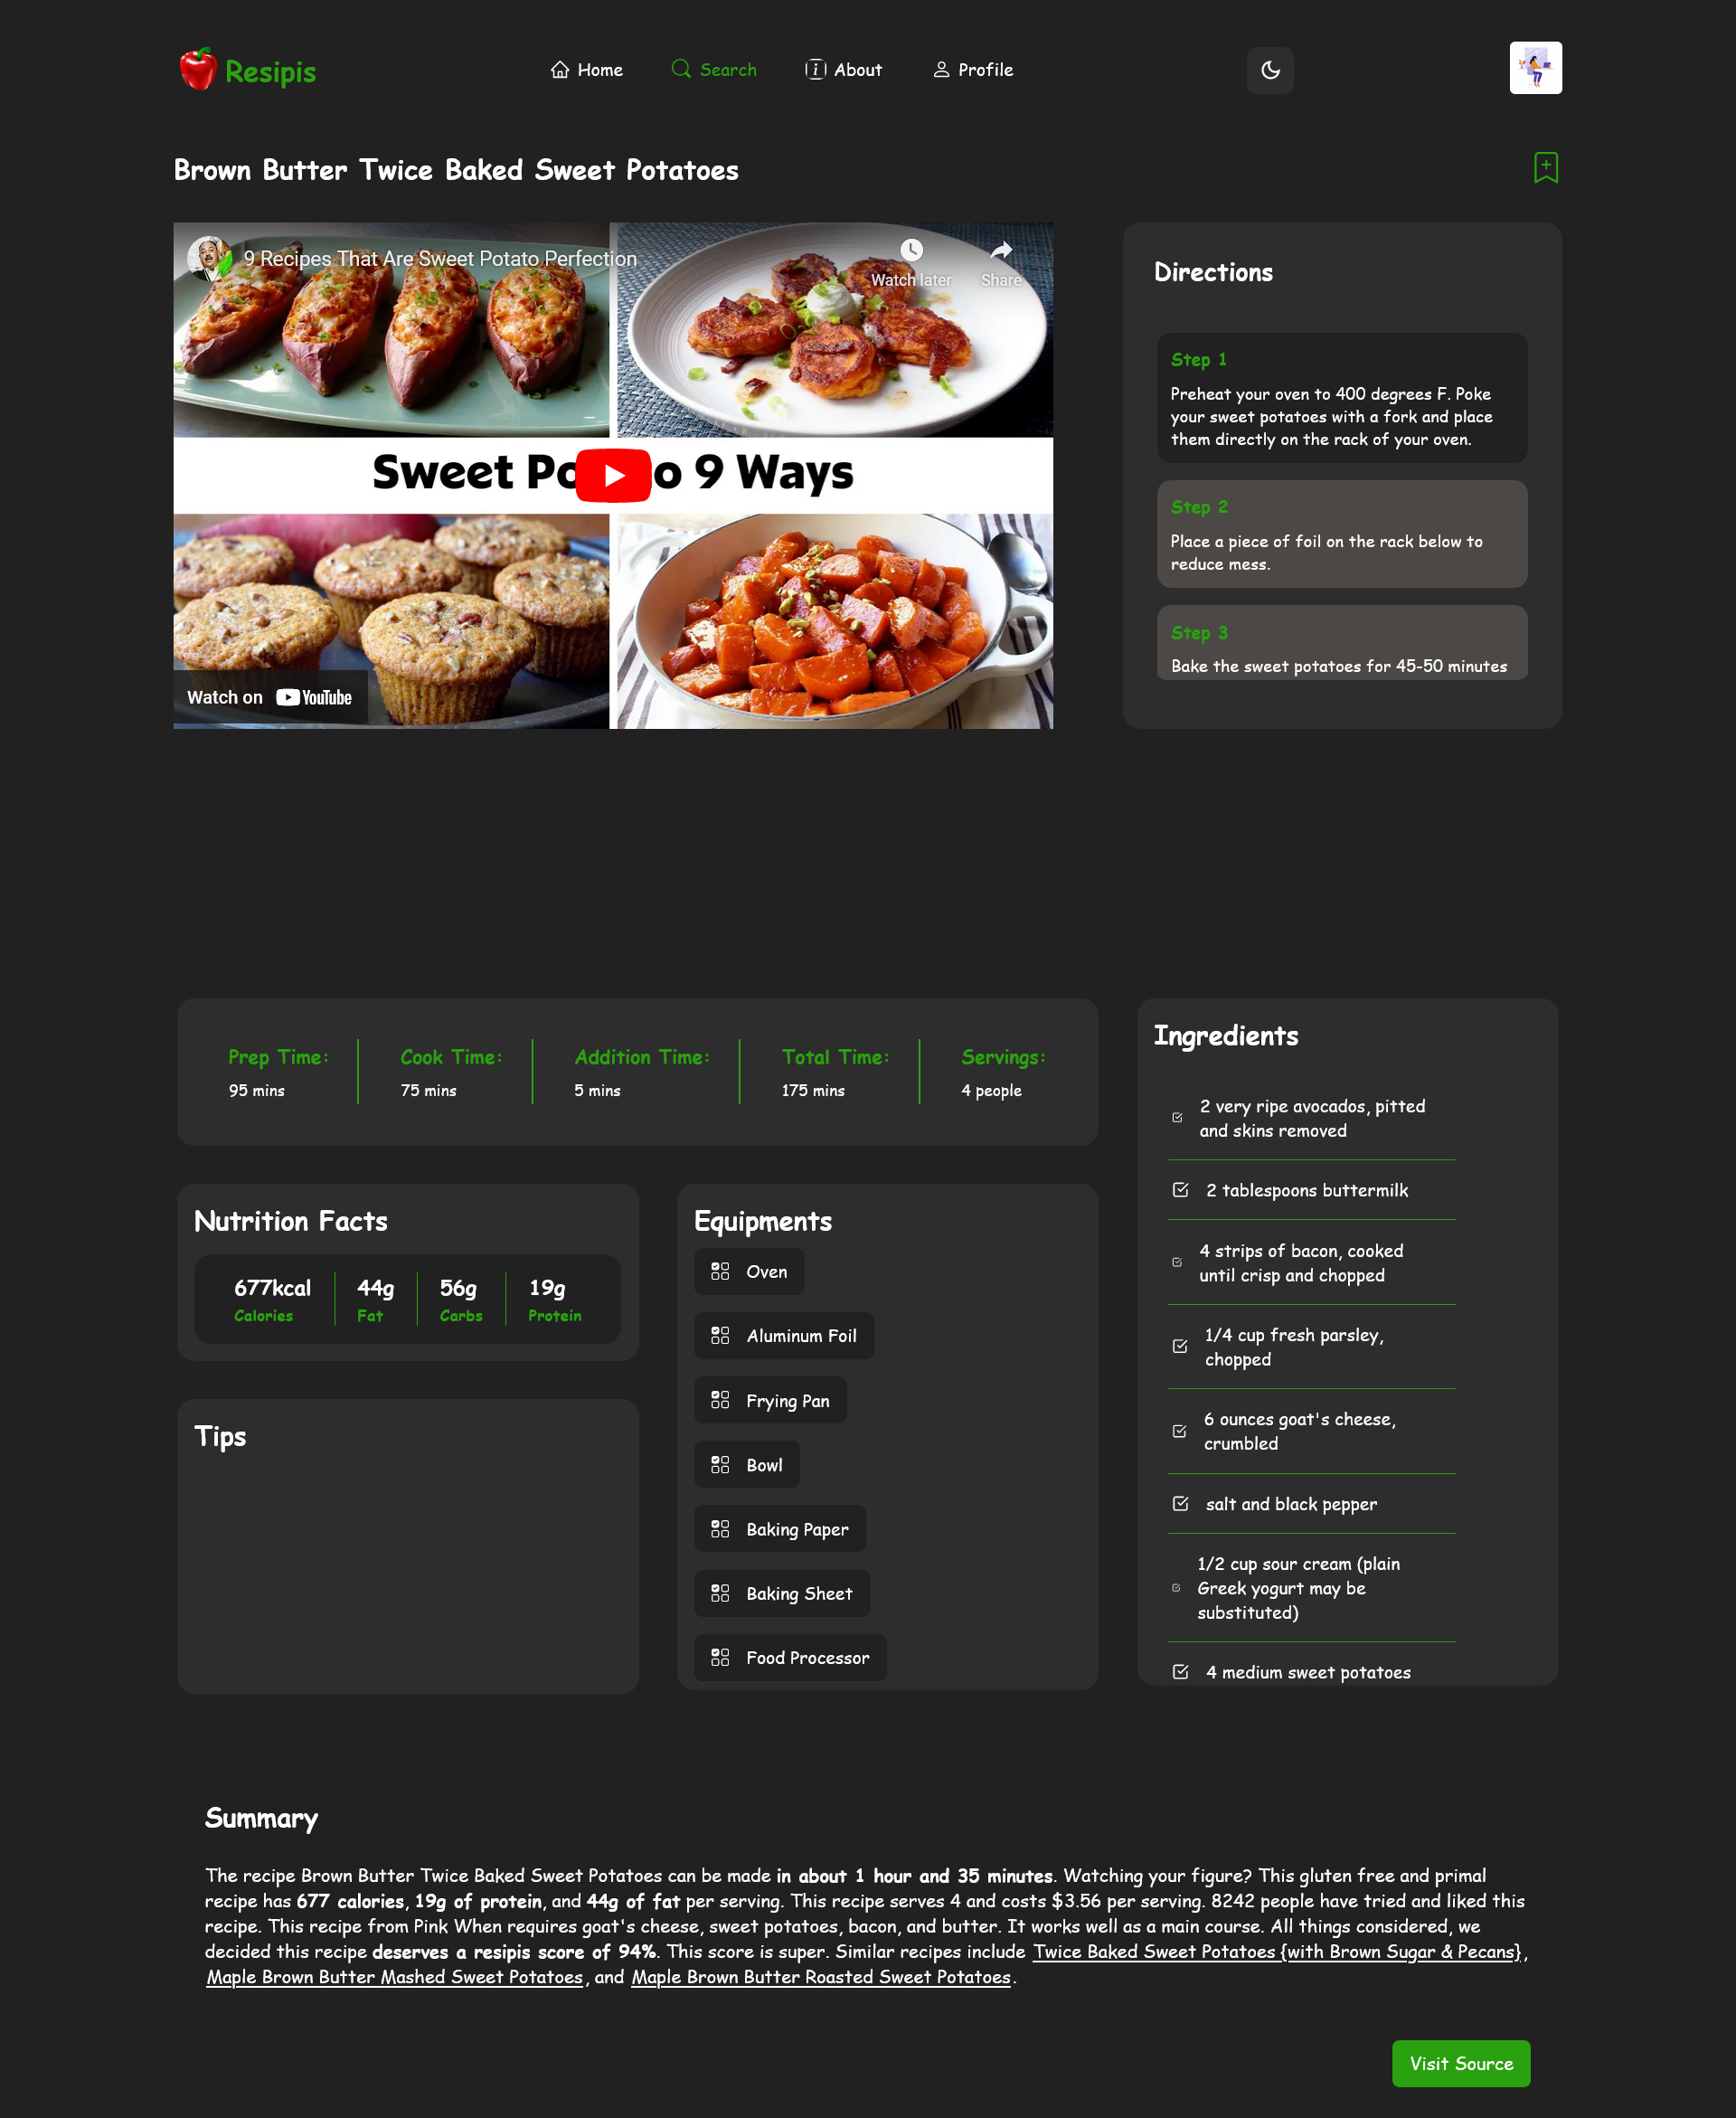 Resipis
Home
Search
About
Profile
Brown Butter Twice Baked Sweet Potatoes
9 Recipes That Are Sweet Potato Perfection
Watch later
Share
Sweet Po o 9 Ways
Watch on YouTube
Directions
Step 1
Preheat your oven to 400 degrees F. Poke
your sweet potatoes with a fork and place
them directly on the rack of your oven.
Step 2
Place a piece of foil on the rack below to
reduce mess.
Step 3
Bake the sweet potatoes for 45-50 minutes
Prep Time:
95 mins
Cook Time:
75 mins
Addition Time:
5 mins
Total Time:
175 mins
Servings:
4 people
Nutrition Facts
677kcal
Calories
44g
Fat
56g
Carbs
19g
Protein
Tips
Equipments
Oven
Aluminum Foil
Frying Pan
Bowl
Baking Paper
Baking Sheet
Food Processor
Ingredients
2 very ripe avocados, pitted
and skins removed
2 tablespoons buttermilk
4 strips of bacon, cooked
until crisp and chopped
1/4 cup fresh parsley,
chopped
6 ounces goat's cheese,
crumbled
salt and black pepper
1/2 cup sour cream (plain
Greek yogurt may be
substituted)
4 medium sweet potatoes
Summary
The recipe Brown Butter Twice Baked Sweet Potatoes can be made in about 1 hour and 35 minutes. Watching your figure? This gluten free and primal
recipe has 677 calories, 19g of protein, and 44g of fat per serving. This recipe serves 4 and costs $3.56 per serving. 8242 people have tried and liked this
recipe. This recipe from Pink When requires goat's cheese, sweet potatoes, bacon, and butter. It works well as a main course. All things considered, we
decided this recipe deserves a resipis score of 94%. This score is super. Similar recipes include Twice Baked Sweet Potatoes {with Brown Sugar & Pecans},
Maple Brown Butter Mashed Sweet Potatoes, and Maple Brown Butter Roasted Sweet Potatoes.
Visit Source